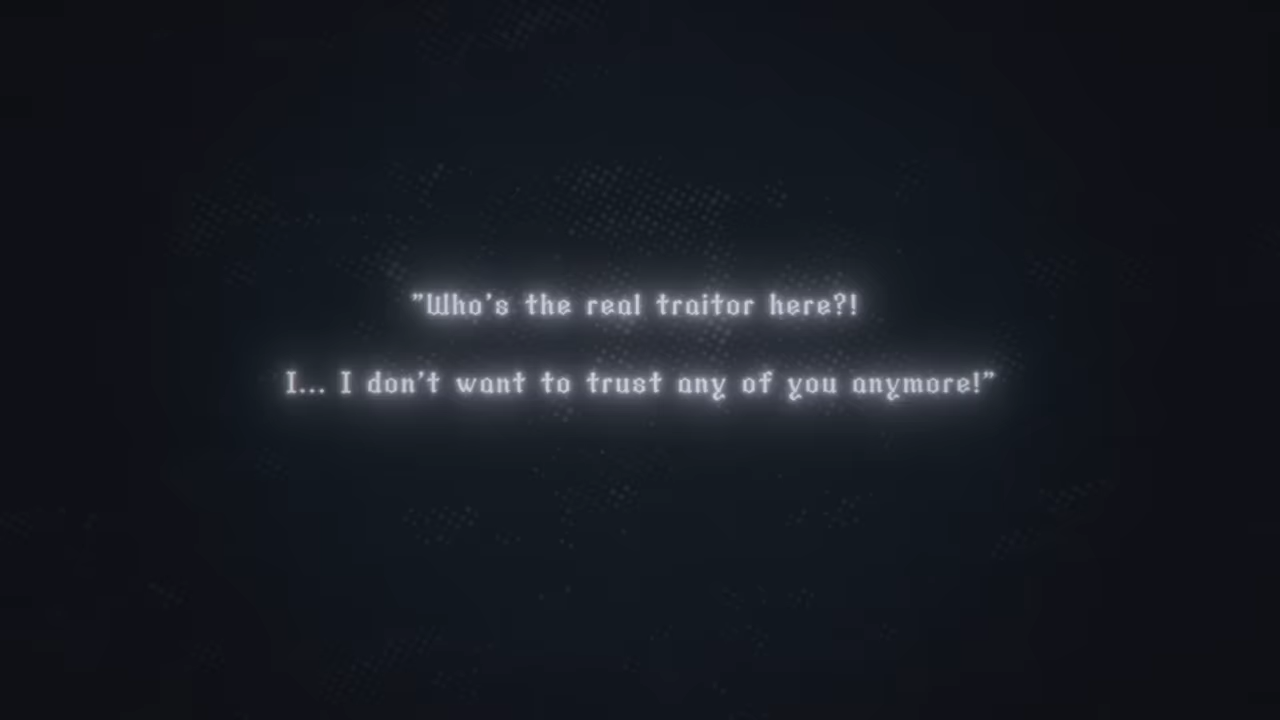 ”Who’s the real traitor here?!
I... I don’t want to trust any of you anymore!”